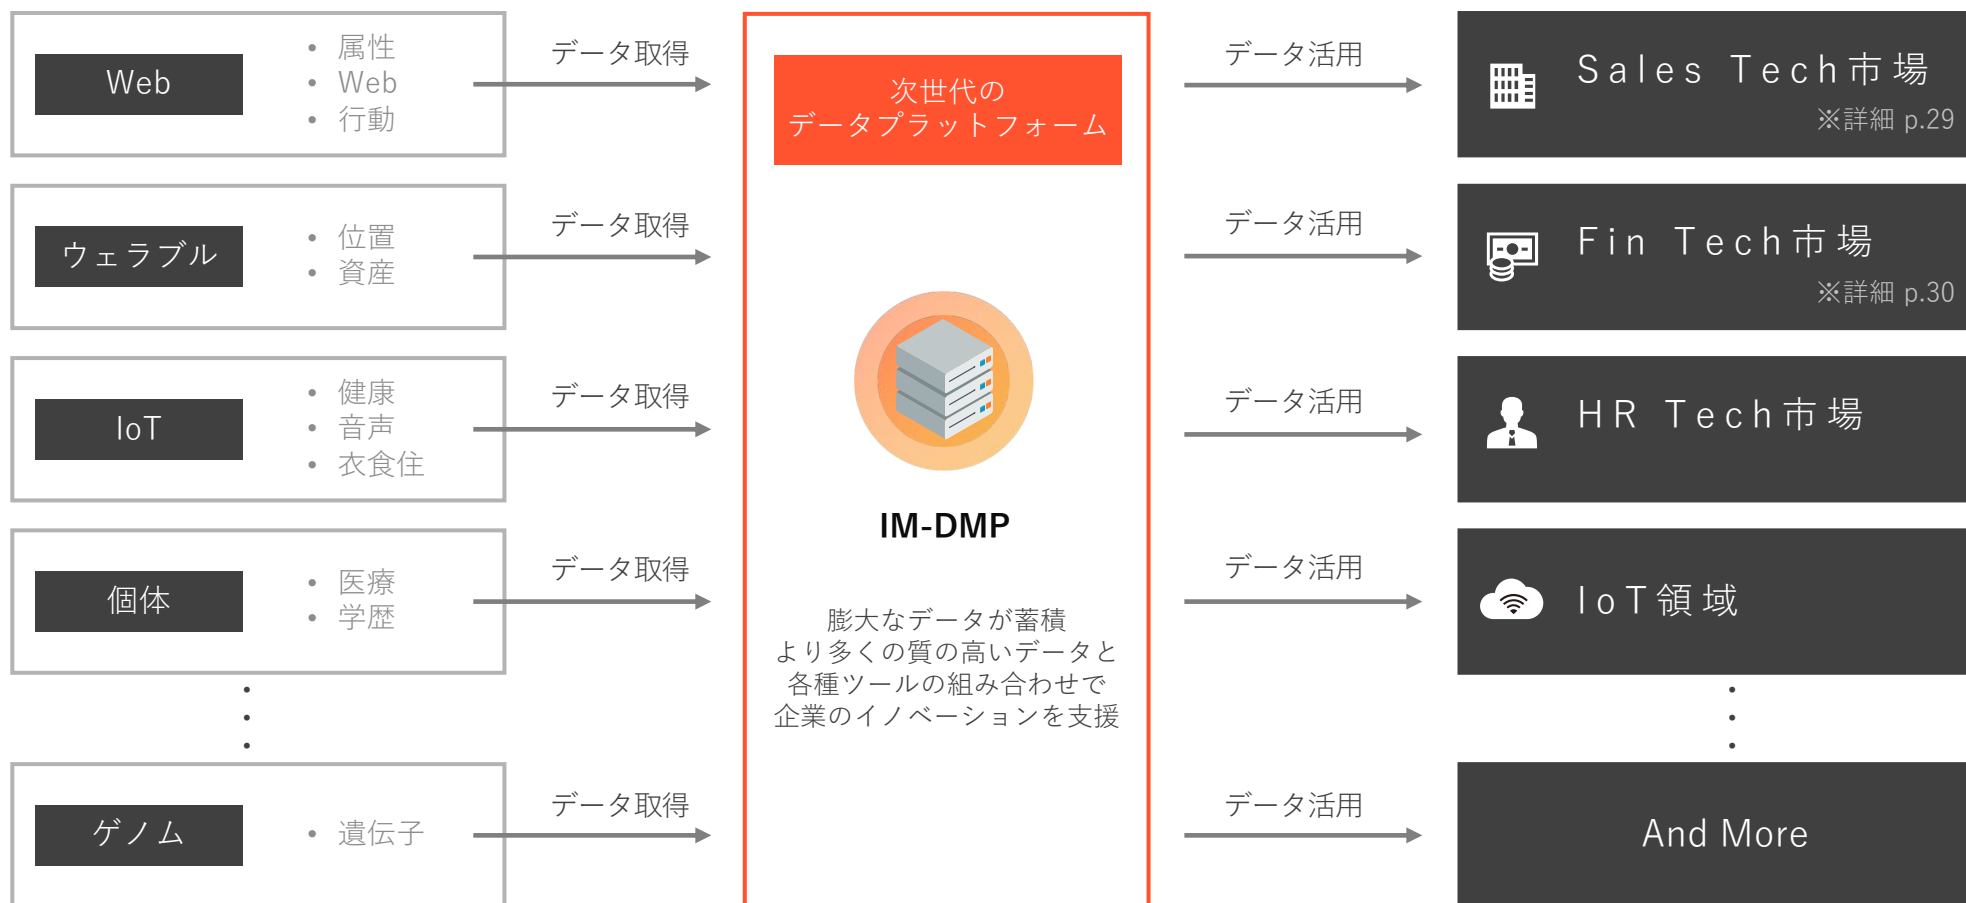 Web
• 属性
• Web
• 行動
データ取得
ウェラブル
• 位置
• 資産
データ取得
IoT
• 健康
• 音声
• 衣食住
データ取得
個体
• 医療
• 学歴
データ取得
ゲノム
• 遺伝子
データ取得
次世代の
データプラットフォーム
IM-DMP
膨大なデータが蓄積
より多くの質の高いデータと
各種ツールの組み合わせで
企業のイノベーションを支援
データ活用
Sales Tech市場
※詳細 p.29
データ活用
Fin Tech市場
※詳細 p.30
データ活用
HR Tech市場
データ活用
IoT領域
データ活用
And More